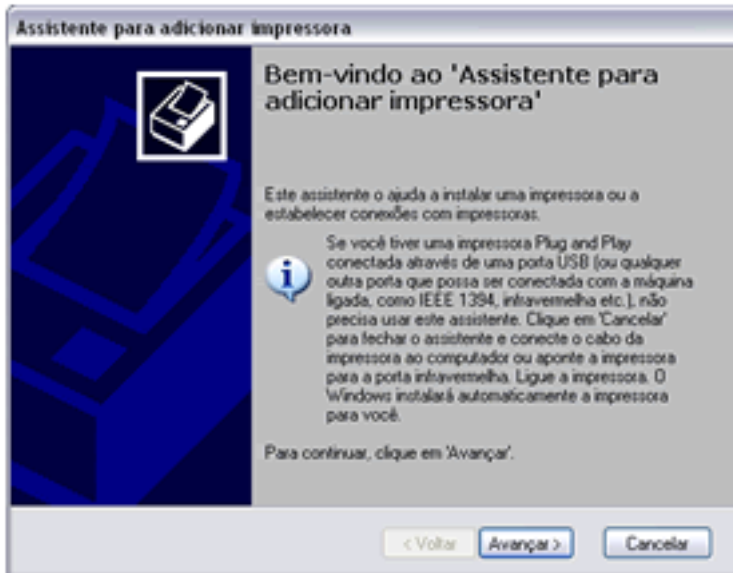 Assistente para adicionar impressora
Bem-vindo ao 'Assistente para
adicionar impressora'
Este assistente o ajuda a instalar uma impressora ou a
estabelecer conexões com impressoras.
Se você tiver uma impressora Plug and Play
conectada através de uma porta USB (ou qualquer
outra porta que possa ser conectada com a máquina
ligada, como IEEE 1394, infravermelha etc.), não
precisa usar este assistente. Clique em 'Cancelar'
para fechar o assistente e conecte o cabo da
impressora ao computador ou aponte a impressora
para a porta infravermelha. Ligue a impressora. O
Windows instalará automaticamente a impressora
para você.
Para continuar, clique em 'Avançar'.
< Voltar Avançar > Cancelar